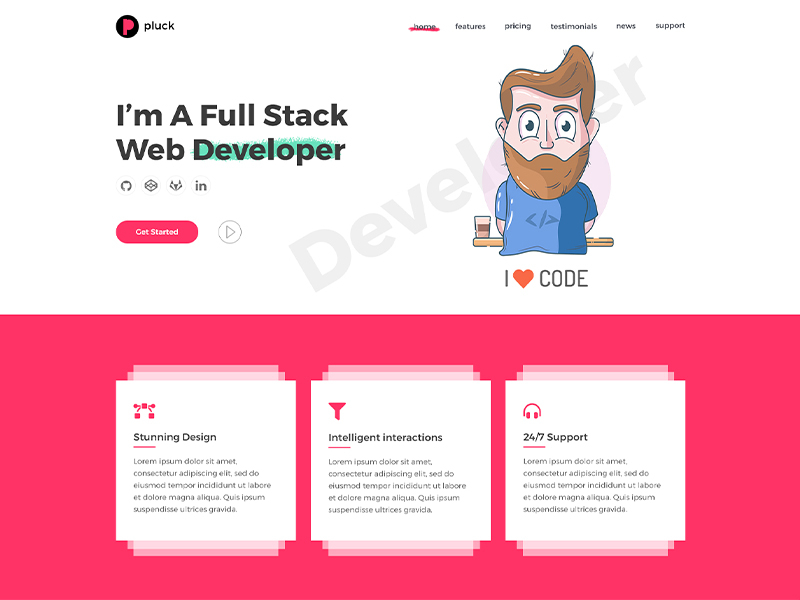 pluck
home features pricing testimonials news support
I'm A Full Stack
Web Developer
Developer
Get Started
</>
I CODE
Stunning Design
Lorem ipsum dolor sit amet,
consectetur adipiscing elit, sed do
eiusmod tempor incididunt ut labore
et dolore magna aliqua. Quis ipsum
suspendisse ultrices gravida.
Intelligent interactions
Lorem ipsum dolor sit amet,
consectetur adipiscing elit, sed do
eiusmod tempor incididunt ut labore
et dolore magna aliqua. Quis ipsum
suspendisse ultrices gravida.
24/7 Support
Lorem ipsum dolor sit amet,
consectetur adipiscing elit, sed do
eiusmod tempor incididunt ut labore
et dolore magna aliqua. Quis ipsum
suspendisse ultrices gravida.